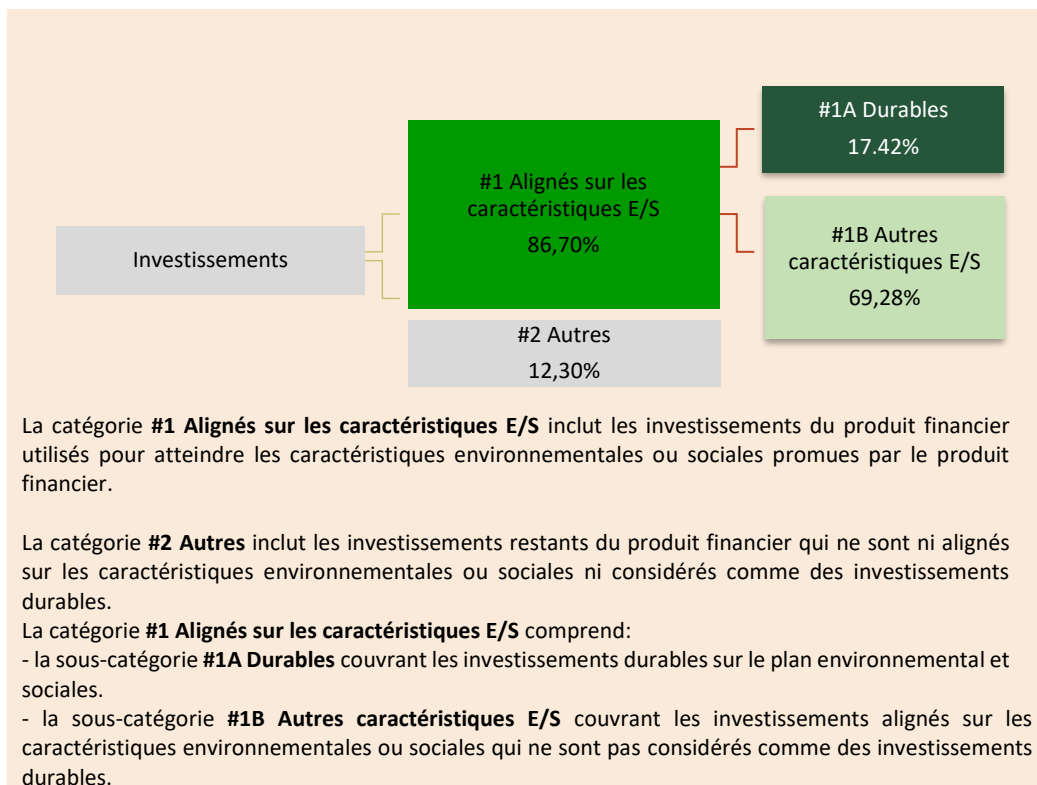 #1A Durables
17.42%
#1 Alignés sur les
caractéristiques E/S
86,70%
#1B Autres
caractéristiques E/S
69,28%
Investissements
#2 Autres
12,30%
La catégorie #1 Alignés sur les caractéristiques E/S inclut les investissements du produit financier
utilisés pour atteindre les caractéristiques environnementales ou sociales promues par le produit
financier.
La catégorie #2 Autres inclut les investissements restants du produit financier qui ne sont ni alignés
sur les caractéristiques environnementales ou sociales ni considérés comme des investissements
durables.
La catégorie #1 Alignés sur les caractéristiques E/S comprend:
- la sous-catégorie #1A Durables couvrant les investissements durables sur le plan environnemental et
sociales.
- la sous-catégorie #1B Autres caractéristiques E/S couvrant les investissements alignés sur les
caractéristiques environnementales ou sociales qui ne sont pas considérés comme des investissements
durables.